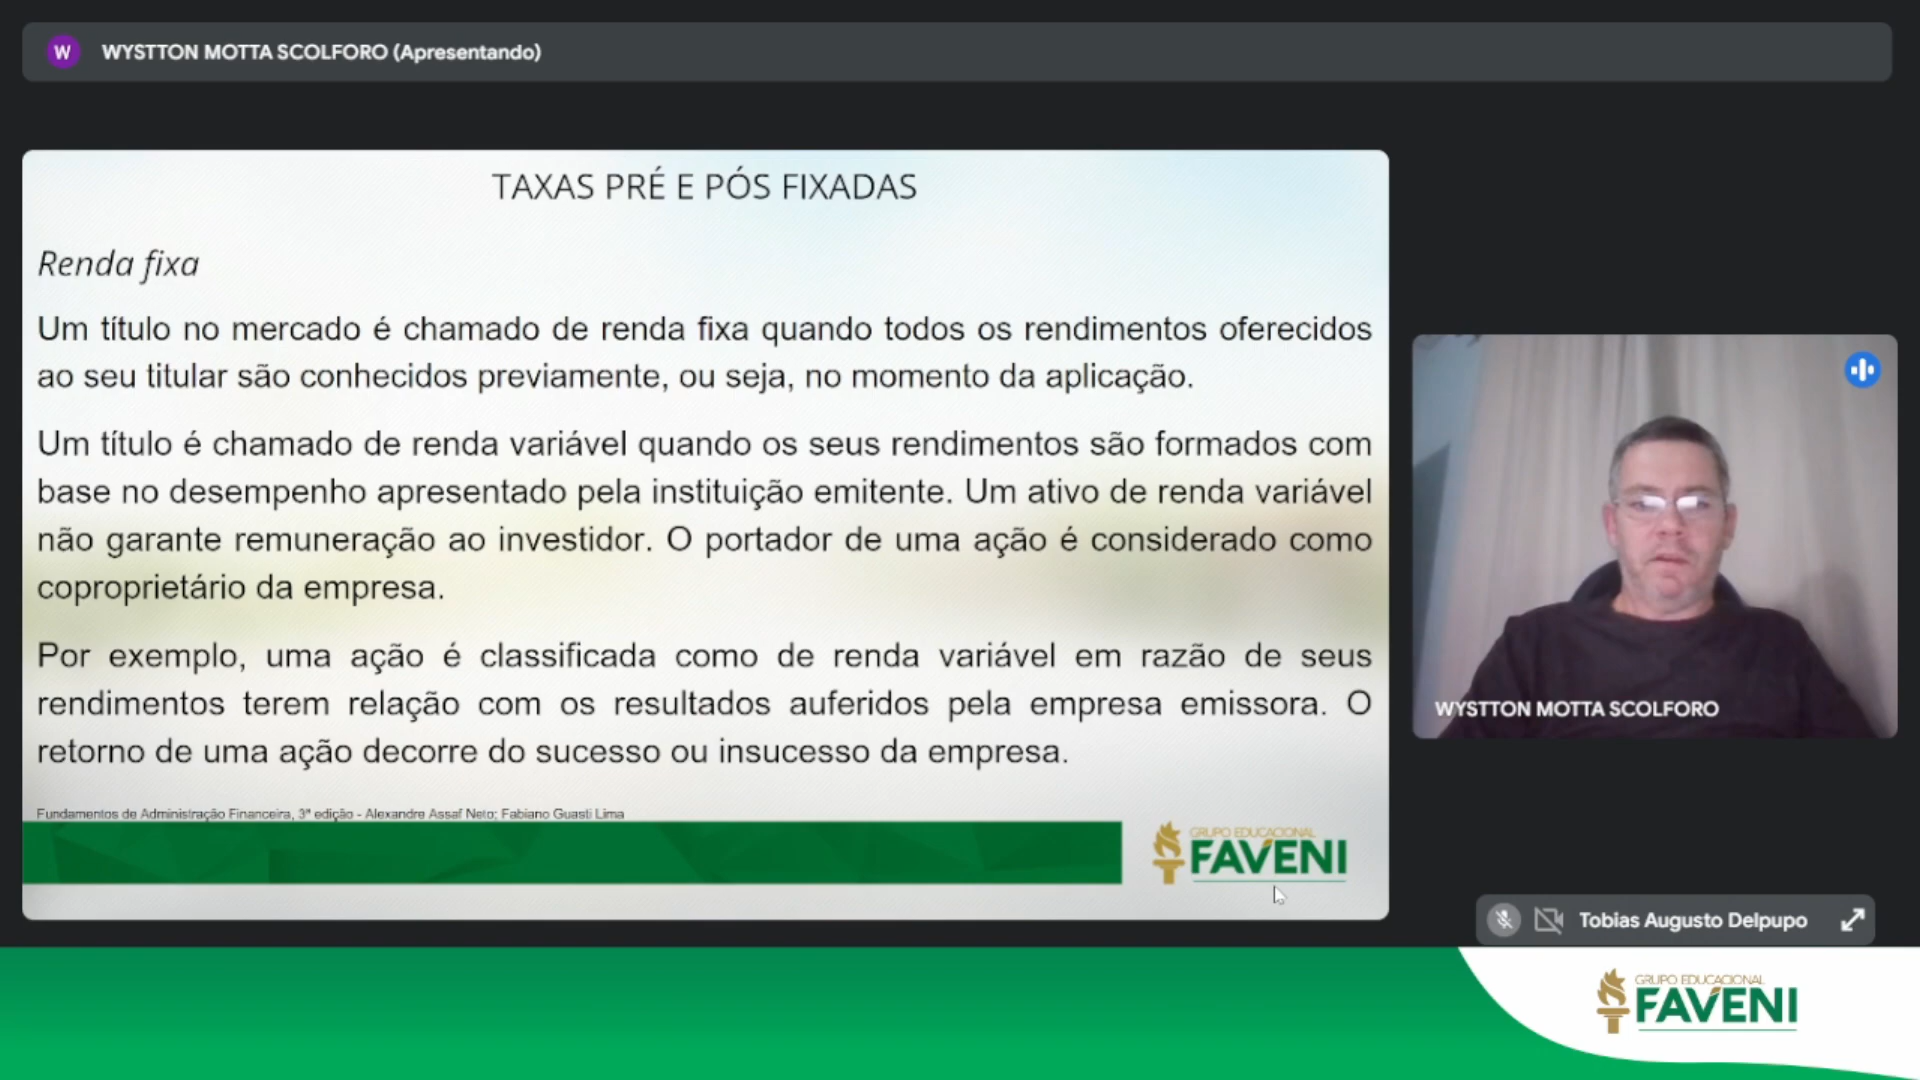 W WYSTTON MOTTA SCOLFORO (Apresentando)
TAXAS PRÉ E PÓS FIXADAS
Renda fixa
Um título no mercado é chamado de renda fixa quando todos os rendimentos oferecidos
ao seu titular são conhecidos previamente, ou seja, no momento da aplicação.
Um título é chamado de renda variável quando os seus rendimentos são formados com
base no desempenho apresentado pela instituição emitente. Um ativo de renda variável
não garante remuneração ao investidor. O portador de uma ação é considerado como
coproprietário da empresa.
Por exemplo, uma ação é classificada como de renda variável em razão de seus
rendimentos terem relação com os resultados auferidos pela empresa emissora. O
retorno de uma ação decorre do sucesso ou insucesso da empresa.
Fundamentos de Administração Financeira, 3ª edição - Alexandre Assaf Neto; Fabiano Guasti Lima
GRUPO EDUCACIONAL
FAVENI
WYSTTON MOTTA SCOLFORO
Tobias Augusto Delpupo
GRUPO EDUCACIONAL
FAVENI